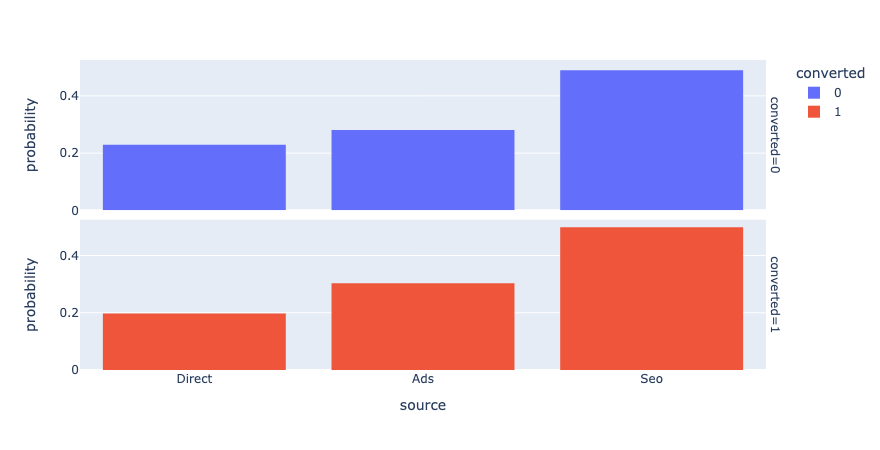 converted
0
1
probability
0.4
0.2
0
converted=0
probability
0.4
0.2
0
converted=1
Direct
Ads
Seo
source